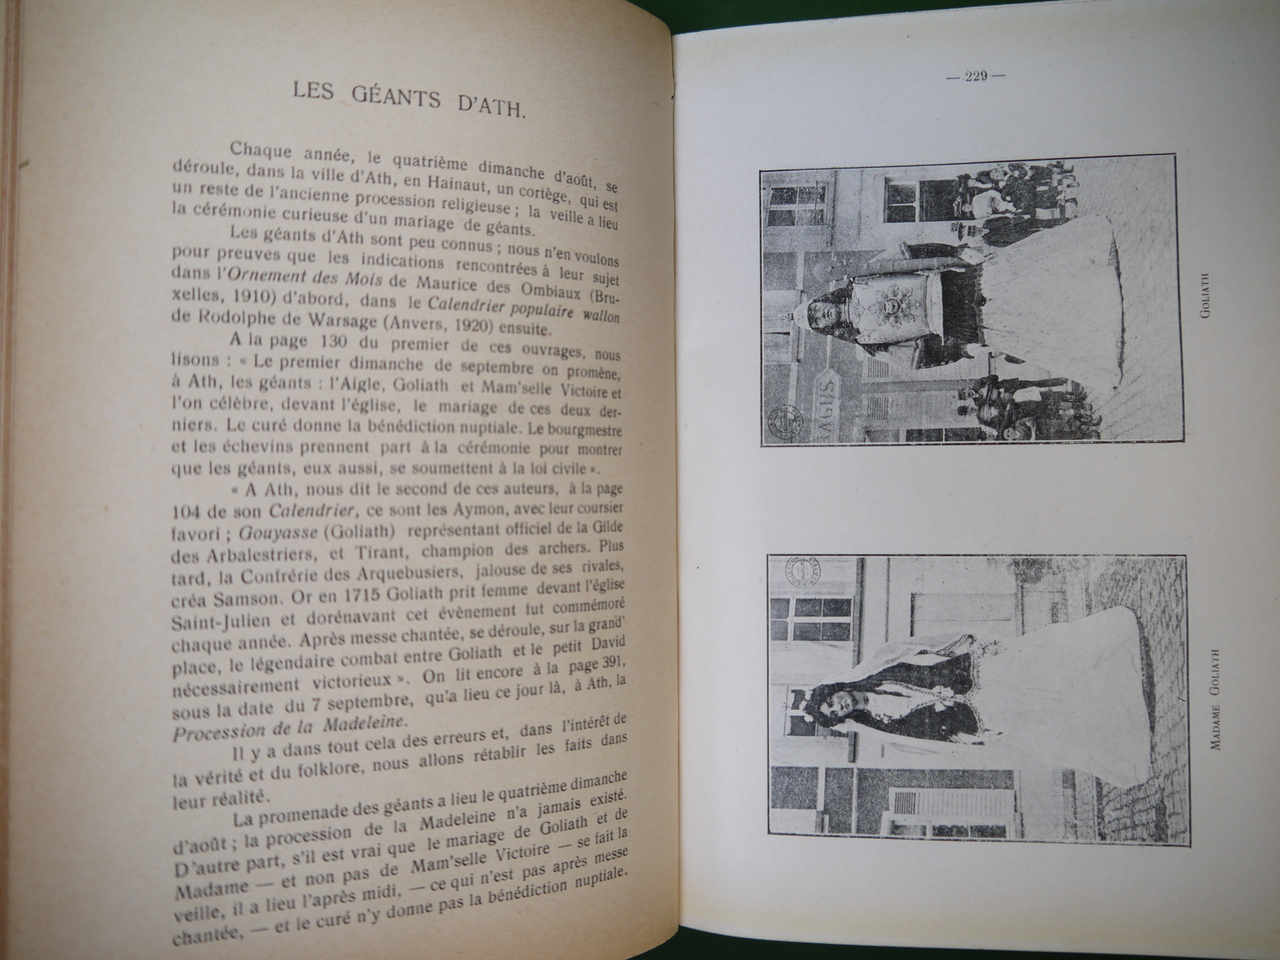 LES GÉANTS D'ATH.
Chaque année, le quatrième dimanche d'août, se
déroule, dans la ville d'Ath, en Hainaut, un cortège, qui est
un reste de l'ancienne procession religieuse ; la veille a lieu
la cérémonie curieuse d'un mariage de géants.
Les géants d'Ath sont peu connus ; nous n'en voulons
pour preuves que les indications rencontrées à leur sujet
dans l'Ornement des Mois de Maurice des Ombiaux (Bru-
xelles, 1910) d'abord, dans le Calendrier populaire wallon
de Rodolphe de Warsage (Anvers, 1920) ensuite.
A la page 130 du premier de ces ouvrages, nous
lisons : « Le premier dimanche de septembre on promène,
à Ath, les géants : l'Aigle, Goliath et Mam'selle Victoire et
l'on célèbre, devant l'église, le mariage de ces deux der-
niers. Le curé donne la bénédiction nuptiale. Le bourgmestre
et les échevins prennent part à la cérémonie pour montrer
que les géants, eux aussi, se soumettent à la loi civile ».
« A Ath, nous dit le second de ces auteurs, à la page
104 de son Calendrier, ce sont les Aymon, avec leur coursier
favori ; Gouyasse (Goliath) représentant officiel de la Gilde
des Arbalestriers, et Tirant, champion des archers. Plus
tard, la Confrérie des Arquebusiers, jalouse de ses rivales,
créa Samson. Or en 1715 Goliath prit femme devant l'église
Saint-Julien et dorénavant cet évènement fut commémoré
chaque année. Après messe chantée, se déroule, sur la grand'
place, le légendaire combat entre Goliath et le petit David
nécessairement victorieux ». On lit encore à la page 391,
sous la date du 7 septembre, qu'a lieu ce jour là, à Ath, la
Procession de la Madeleine.
Il y a dans tout cela des erreurs et, dans l'intérêt de
la vérité et du folklore, nous allons rétablir les faits dans
leur réalité.
La promenade des géants a lieu le quatrième dimanche
d'août ; la procession de la Madeleine n'a jamais existé.
D'autre part, s'il est vrai que le mariage de Goliath et de
Madame — et non pas de Mam'selle Victoire — se fait la
veille, il a lieu l'après midi, — ce qui n'est pas après messe
chantée, — et le curé n'y donne pas la bénédiction nuptiale.
— 229 —
GOLIATH
MADAME GOLIATH